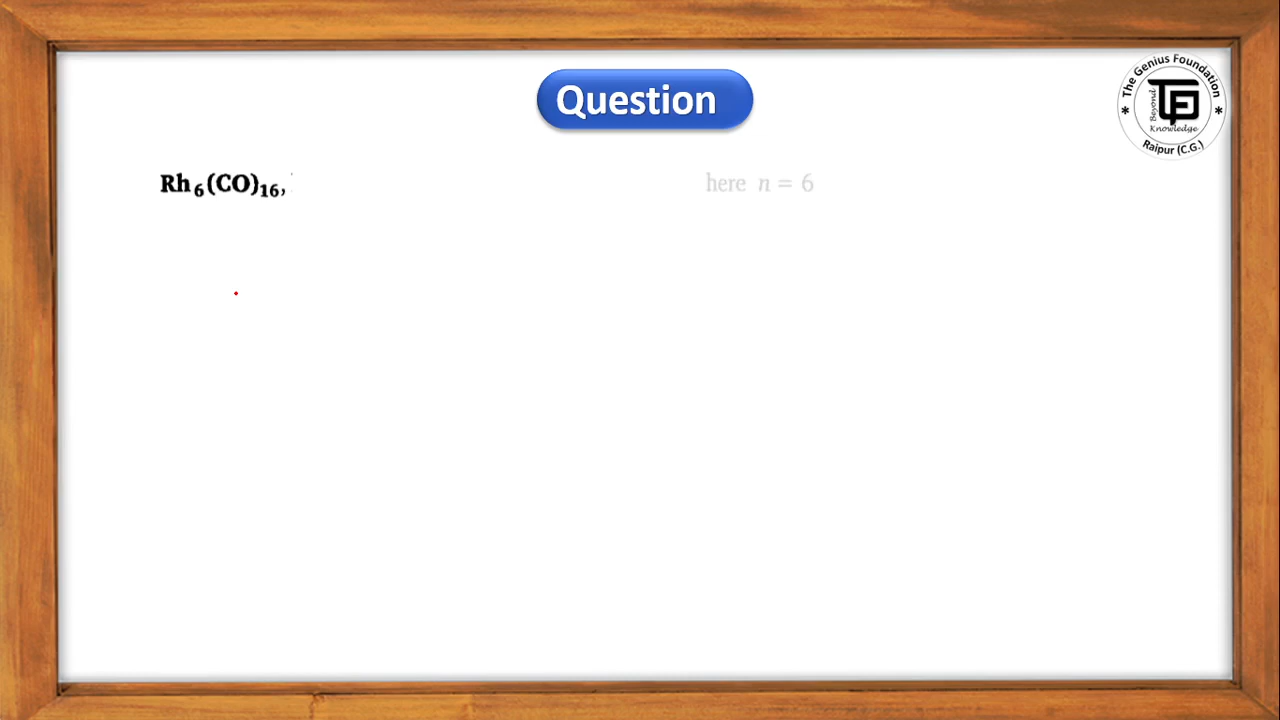 Question
The Genius Foundation
Beyond
Knowledge
Raipur (C.G.)
Rh₆(CO)₁₆, here n = 6